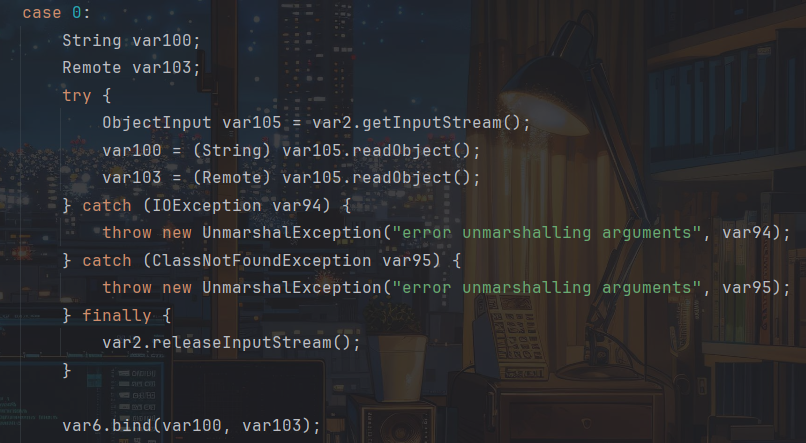 case 0:
String var100;
Remote var103;
try {
ObjectInput var105 = var2.getInputStream();
var100 = (String) var105.readObject();
var103 = (Remote) var105.readObject();
} catch (IOException var94) {
throw new UnmarshalException("error unmarshalling arguments", var94);
} catch (ClassNotFoundException var95) {
throw new UnmarshalException("error unmarshalling arguments", var95);
} finally {
var2.releaseInputStream();
}
var6.bind(var100, var103);